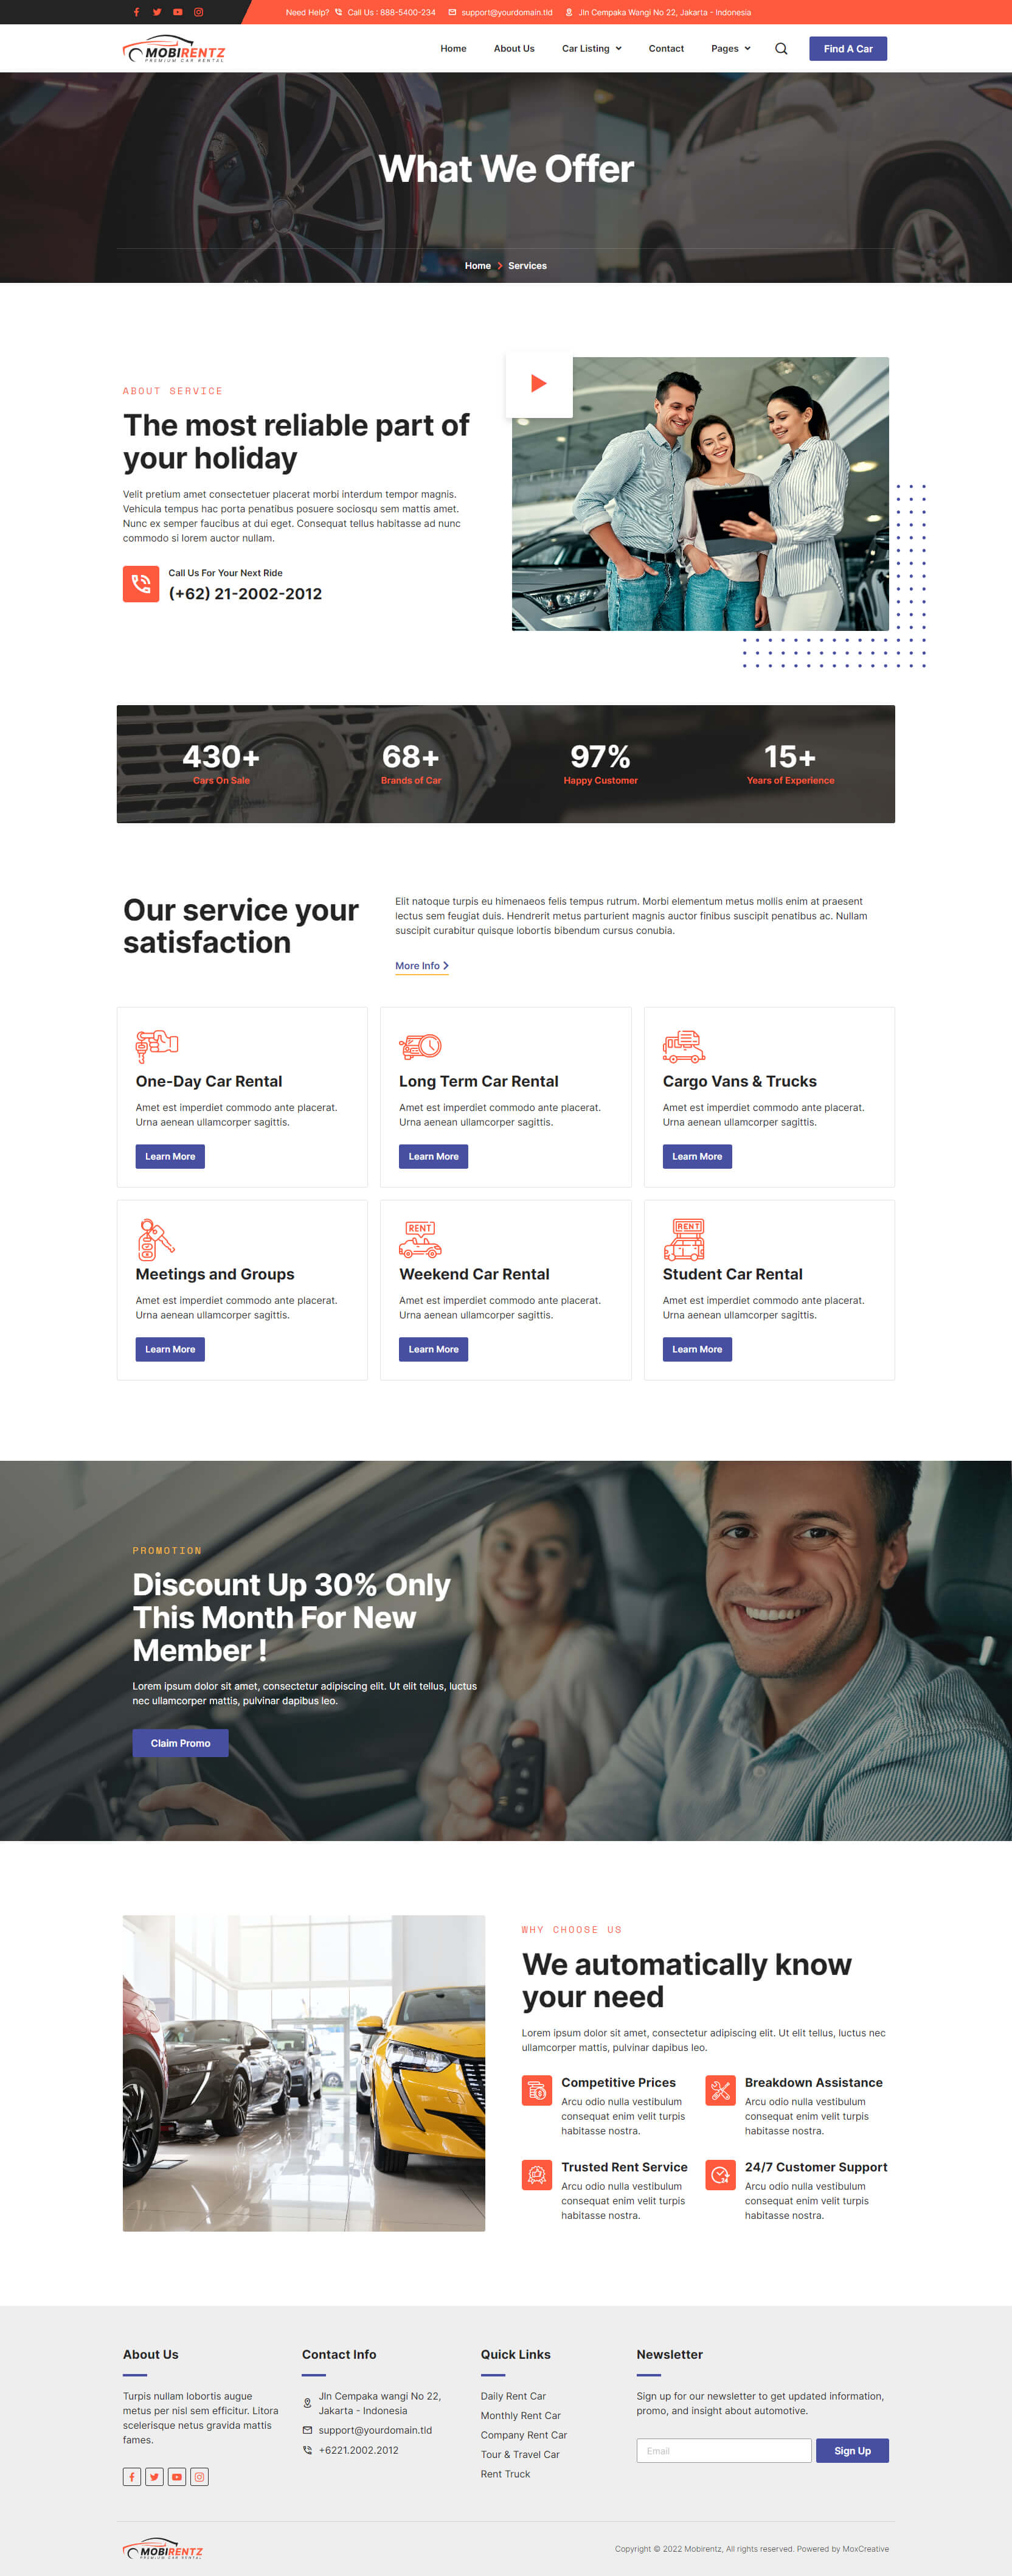 Need Help? Call Us : 888-5400-234 support@yourdomain.tld Jln Cempaka Wangi No 22, Jakarta - Indonesia
MOBIRENTZ
PREMIUM CAR RENTAL
Home About Us Car Listing Contact Pages Find A Car
What We Offer
Home Services
ABOUT SERVICE
The most reliable part of
your holiday
Velit pretium amet consectetuer placerat morbi interdum tempor magnis.
Vehicula tempus hac porta penatibus posuere sociosqu sem mattis amet.
Nunc ex semper faucibus at dui eget. Consequat tellus habitasse ad nunc
commodo si lorem auctor nullam.
Call Us For Your Next Ride
(+62) 21-2002-2012
430+ 68+ 97% 15+
Cars On Sale Brands of Car Happy Customer Years of Experience
Our service your
satisfaction
Elit natoque turpis eu himenaeos felis tempus rutrum. Morbi elementum metus mollis enim at praesent
lectus sem feugiat duis. Hendrerit metus parturient magnis auctor finibus suscipit penatibus ac. Nullam
suscipit curabitur quisque lobortis bibendum cursus conubia.
More Info
One-Day Car Rental
Amet est imperdiet commodo ante placerat.
Urna aenean ullamcorper sagittis.
Learn More
Long Term Car Rental
Amet est imperdiet commodo ante placerat.
Urna aenean ullamcorper sagittis.
Learn More
Cargo Vans & Trucks
Amet est imperdiet commodo ante placerat.
Urna aenean ullamcorper sagittis.
Learn More
Meetings and Groups
Amet est imperdiet commodo ante placerat.
Urna aenean ullamcorper sagittis.
Learn More
RENT
Weekend Car Rental
Amet est imperdiet commodo ante placerat.
Urna aenean ullamcorper sagittis.
Learn More
RENT
Student Car Rental
Amet est imperdiet commodo ante placerat.
Urna aenean ullamcorper sagittis.
Learn More
PROMOTION
Discount Up 30% Only
This Month For New
Member !
Lorem ipsum dolor sit amet, consectetur adipiscing elit. Ut elit tellus, luctus
nec ullamcorper mattis, pulvinar dapibus leo.
Claim Promo
WHY CHOOSE US
We automatically know
your need
Lorem ipsum dolor sit amet, consectetur adipiscing elit. Ut elit tellus, luctus nec
ullamcorper mattis, pulvinar dapibus leo.
Competitive Prices
Arcu odio nulla vestibulum
consequat enim velit turpis
habitasse nostra.
Breakdown Assistance
Arcu odio nulla vestibulum
consequat enim velit turpis
habitasse nostra.
Trusted Rent Service
Arcu odio nulla vestibulum
consequat enim velit turpis
habitasse nostra.
24/7 Customer Support
Arcu odio nulla vestibulum
consequat enim velit turpis
habitasse nostra.
About Us
Turpis nullam lobortis augue
metus per nisl sem efficitur. Litora
scelerisque netus gravida mattis
fames.
Contact Info
Jln Cempaka wangi No 22,
Jakarta - Indonesia
support@yourdomain.tld
+6221.2002.2012
Quick Links
Daily Rent Car
Monthly Rent Car
Company Rent Car
Tour & Travel Car
Rent Truck
Newsletter
Sign up for our newsletter to get updated information,
promo, and insight about automotive.
Email Sign Up
MOBIRENTZ
PREMIUM CAR RENTAL
Copyright © 2022 Mobirentz, All rights reserved. Powered by MoxCreative